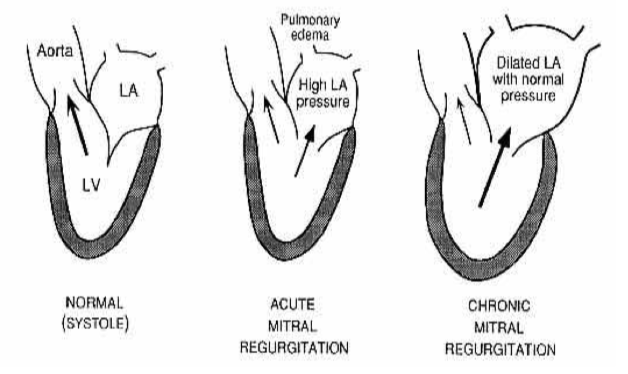 Aorta
LA
LV
NORMAL
(SYSTOLE)
Pulmonary
edema
High LA
pressure
ACUTE
MITRAL
REGURGITATION
Dilated LA
with normal
pressure
CHRONIC
MITRAL
REGURGITATION